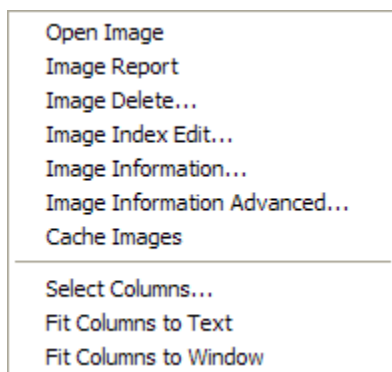 Open Image
Image Report
Image Delete...
Image Index Edit...
Image Information...
Image Information Advanced...
Cache Images
Select Columns...
Fit Columns to Text
Fit Columns to Window